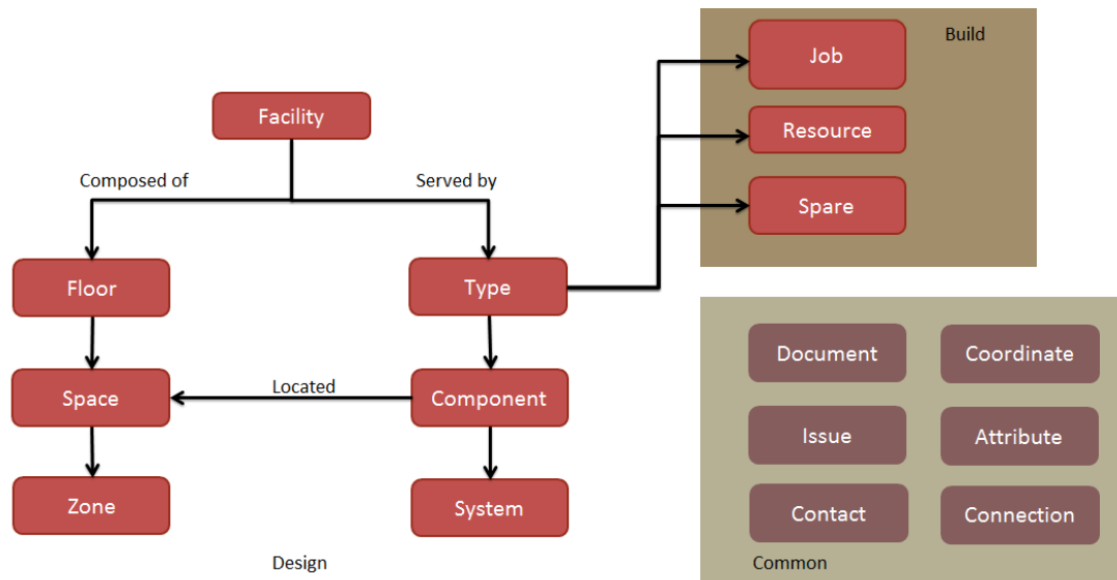 Build
Job
Facility
Resource
Composed of
Served by
Spare
Floor
Type
Document
Coordinate
Space
Located
Component
Issue
Attribute
Zone
System
Contact
Connection
Design
Common